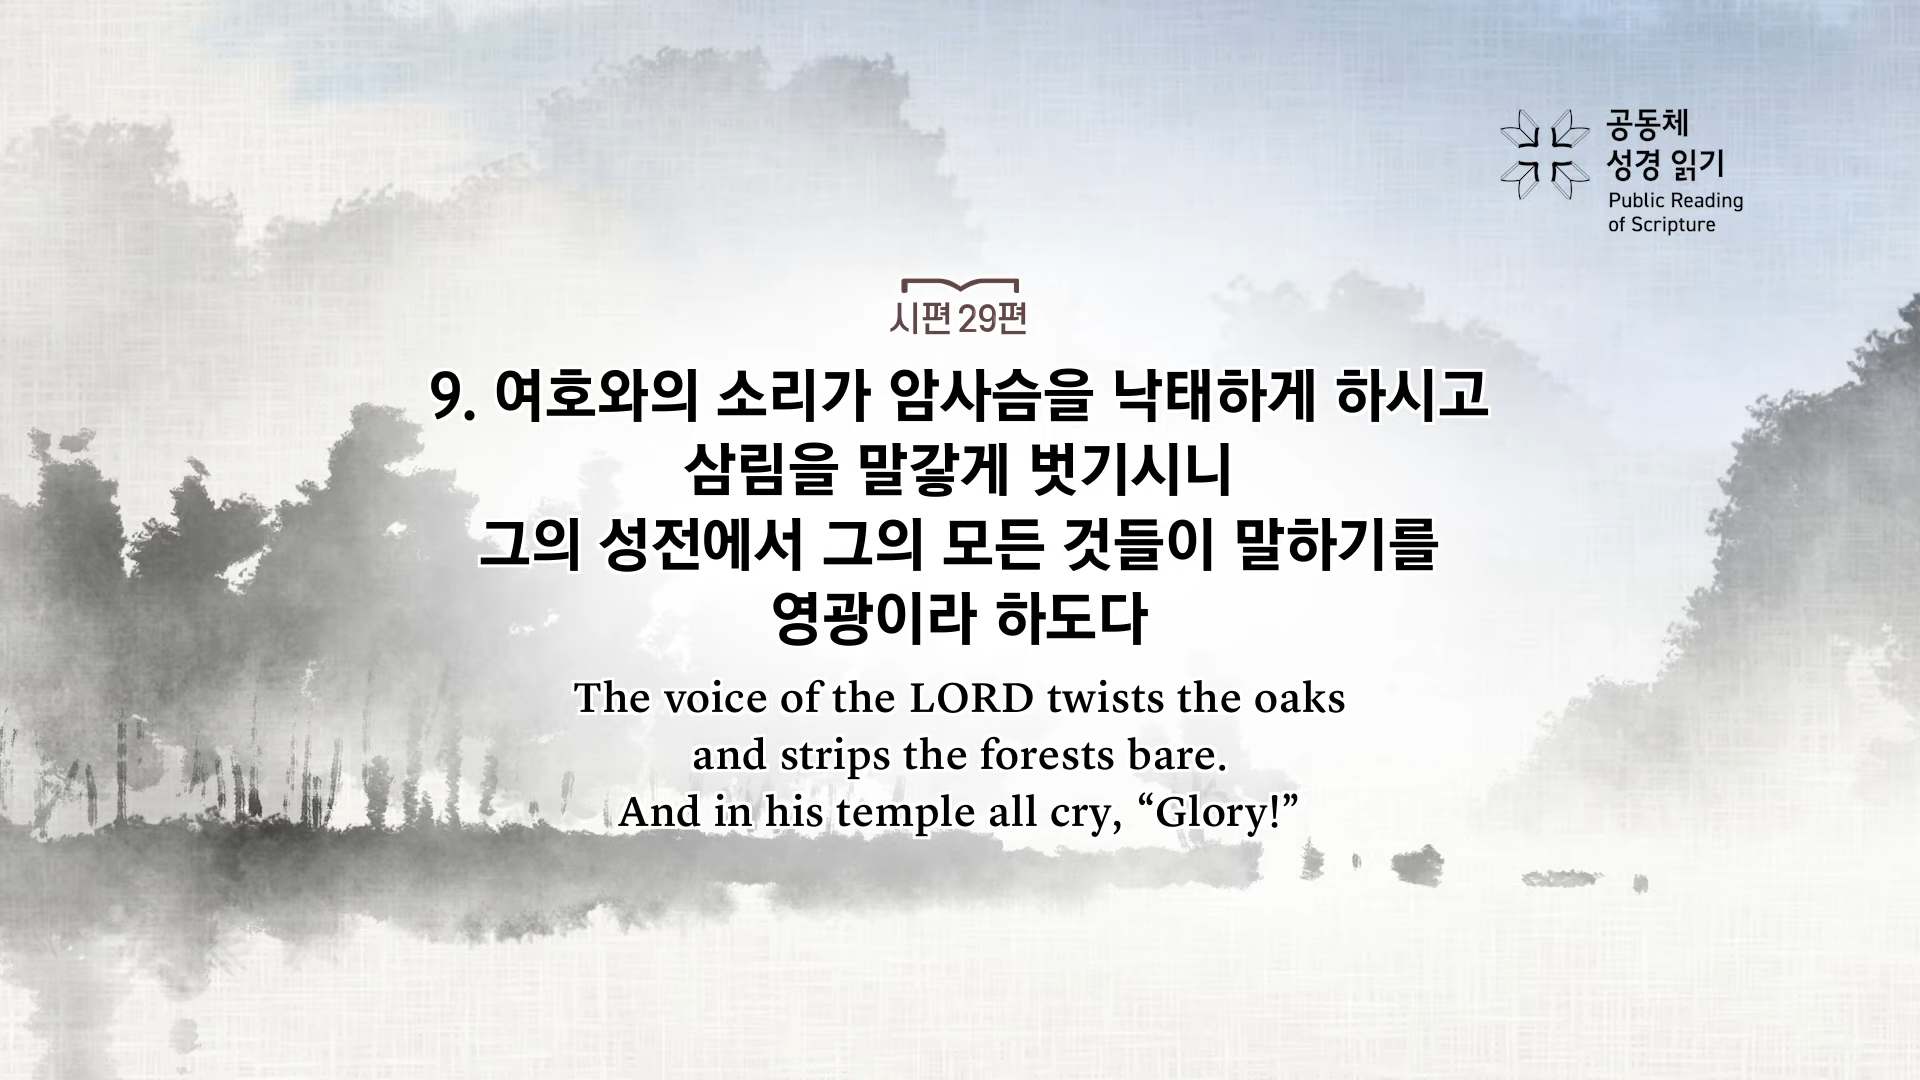 공동체
성경 읽기
Public Reading
of Scripture
시편 29편
9. 여호와의 소리가 암사슴을 낙태하게 하시고
삼림을 말갛게 벗기시니
그의 성전에서 그의 모든 것들이 말하기를
영광이라 하도다
The voice of the LORD twists the oaks
and strips the forests bare.
And in his temple all cry, “Glory!”